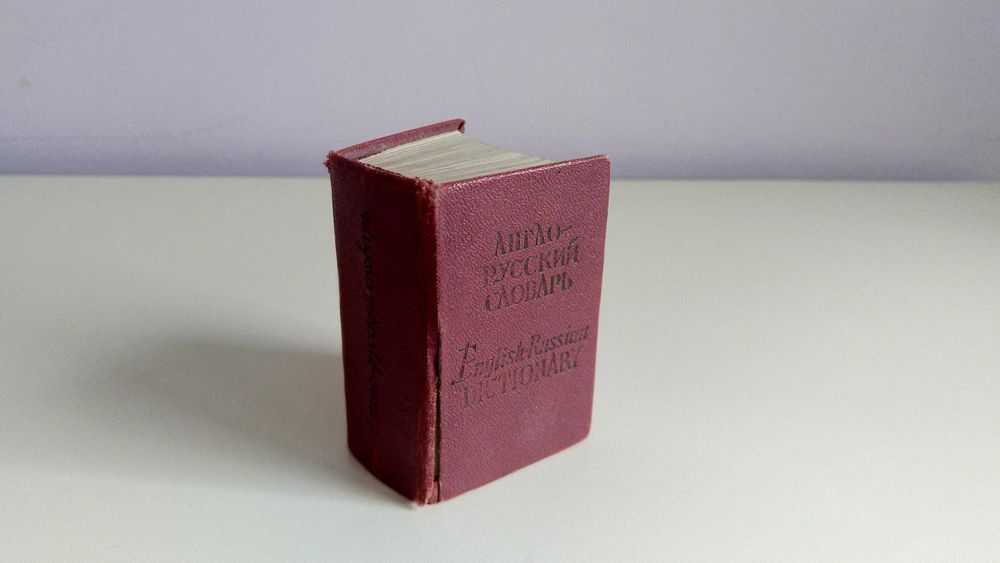 АНГЛО-
РУССКИЙ
СЛОВАРЬ
English-Russian
DICTIONARY